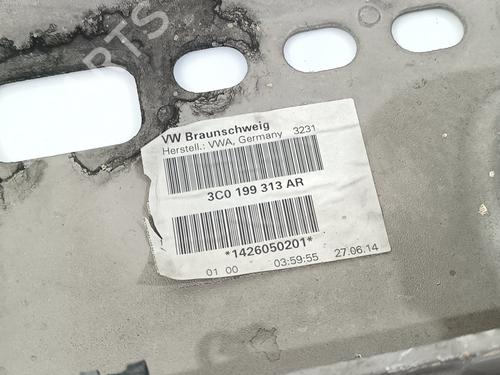 PARTS
VW Braunschweig
Herstell.: VWA, Germany 3231
3C0 199 313 AR
*1426050201*
01 00 03:59:55 27.06.14